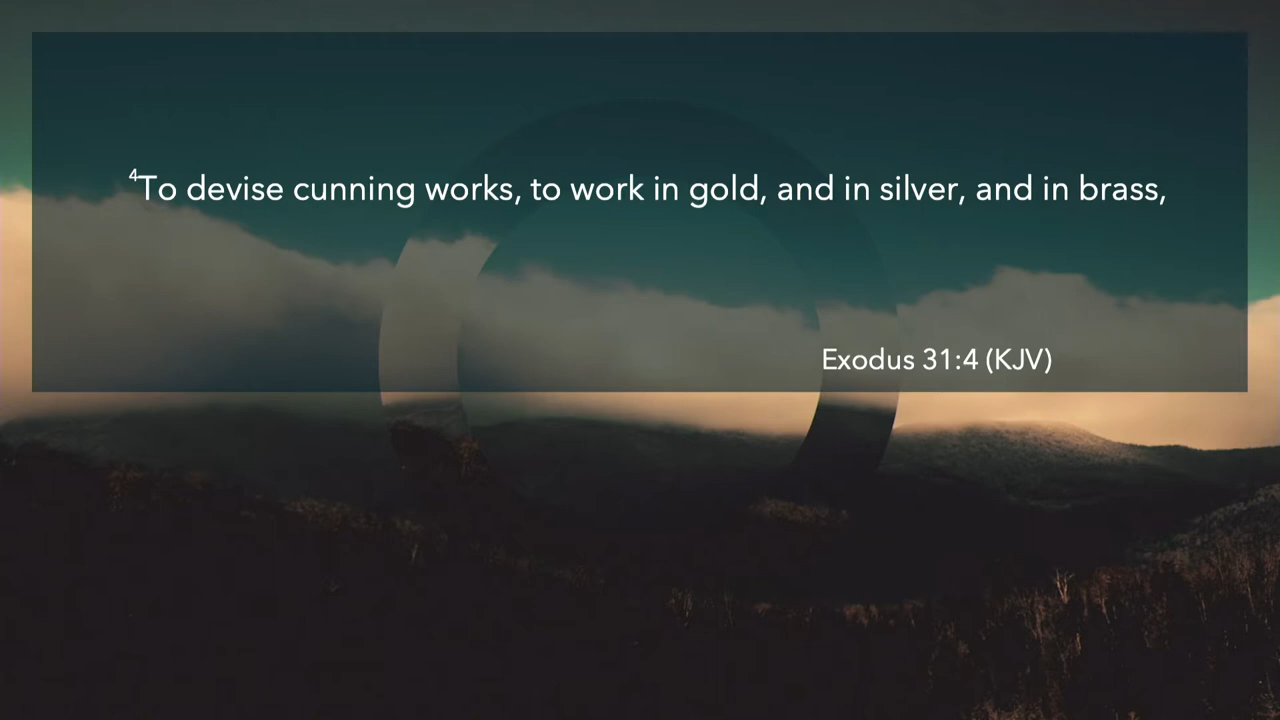 4To devise cunning works, to work in gold, and in silver, and in brass,
Exodus 31:4 (KJV)